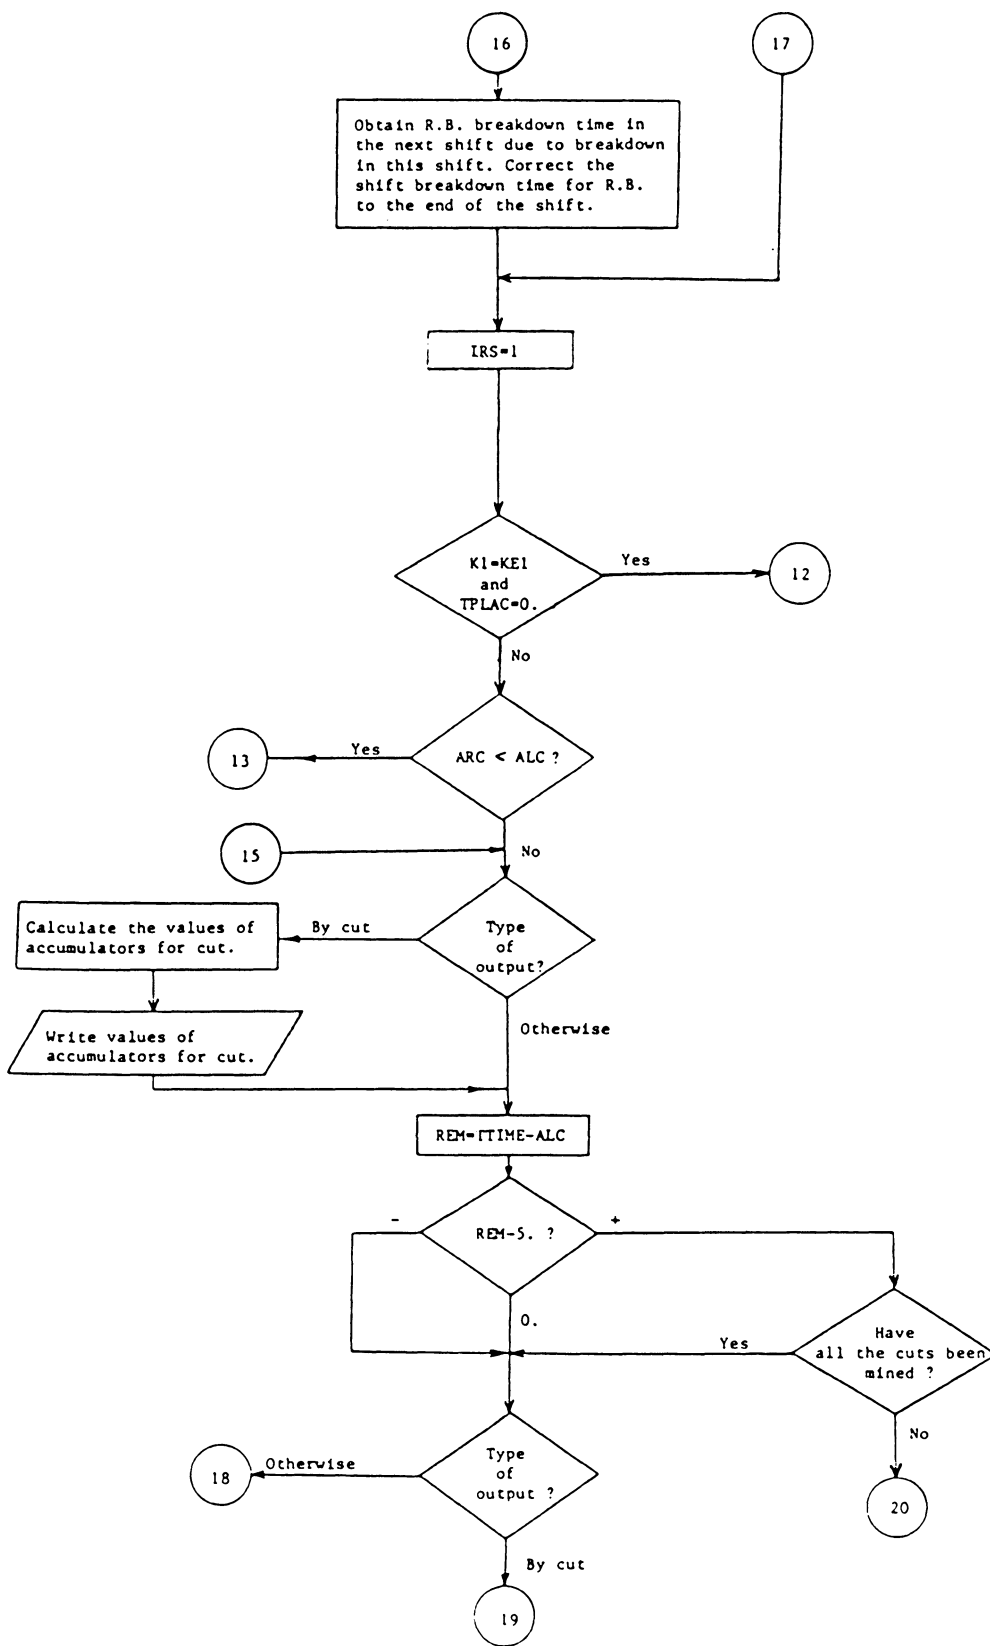 16
17
Obtain R.B. breakdown time in
the next shift due to breakdown
in this shift. Correct the
shift breakdown time for R.B.
to the end of the shift.
IRS=1
K1=KE1
and
TPLAC=0.
Yes
12
No
ARC < ALC ?
Yes
13
15
No
Type
of
output?
By cut
Calculate the values of
accumulators for cut.
Write values of
accumulators for cut.
Otherwise
REM=TTIME-ALC
REM-5. ?
-
+
0.
Have
all the cuts been
mined ?
Yes
No
20
Type
of
output ?
Otherwise
18
By cut
19